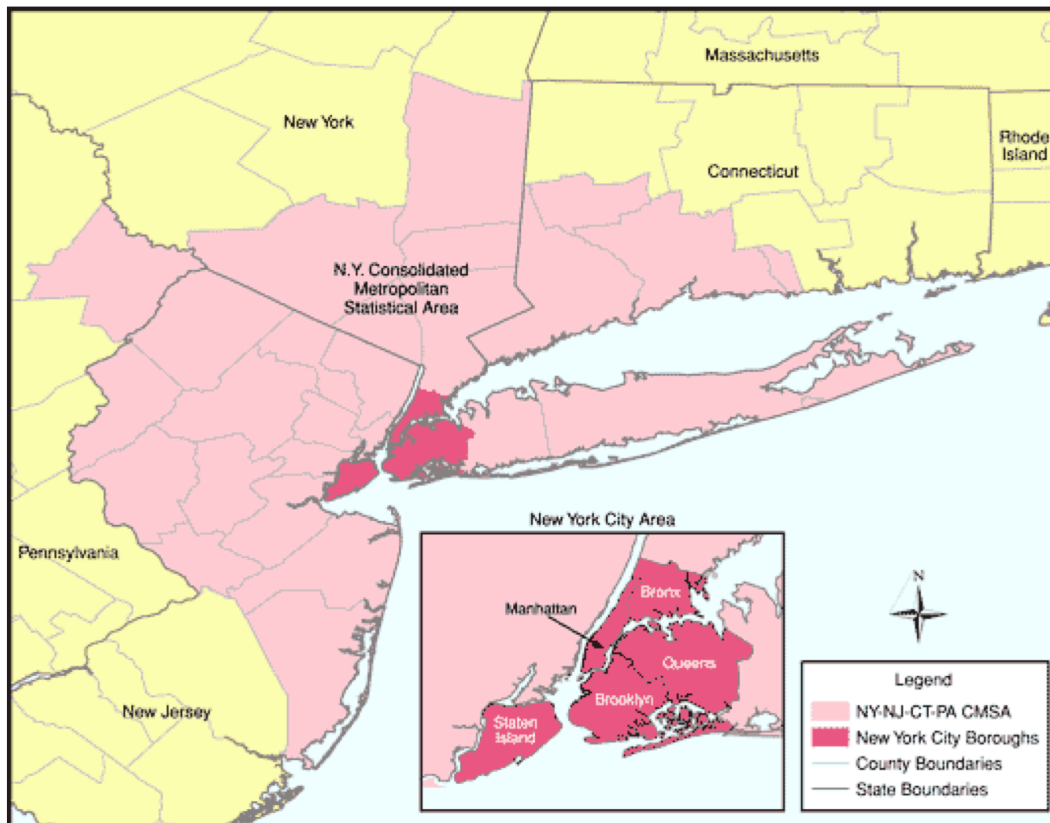 Massachusetts
New York
Rhode
Island
Connecticut
N.Y. Consolidated
Metropolitan
Statistical Area
New York City Area
Pennsylvania
Bronx
N
Manhattan
Queens
Legend
Brooklyn
NY-NJ-CT-PA CMSA
New Jersey
Staten
Island
New York City Boroughs
County Boundaries
State Boundaries